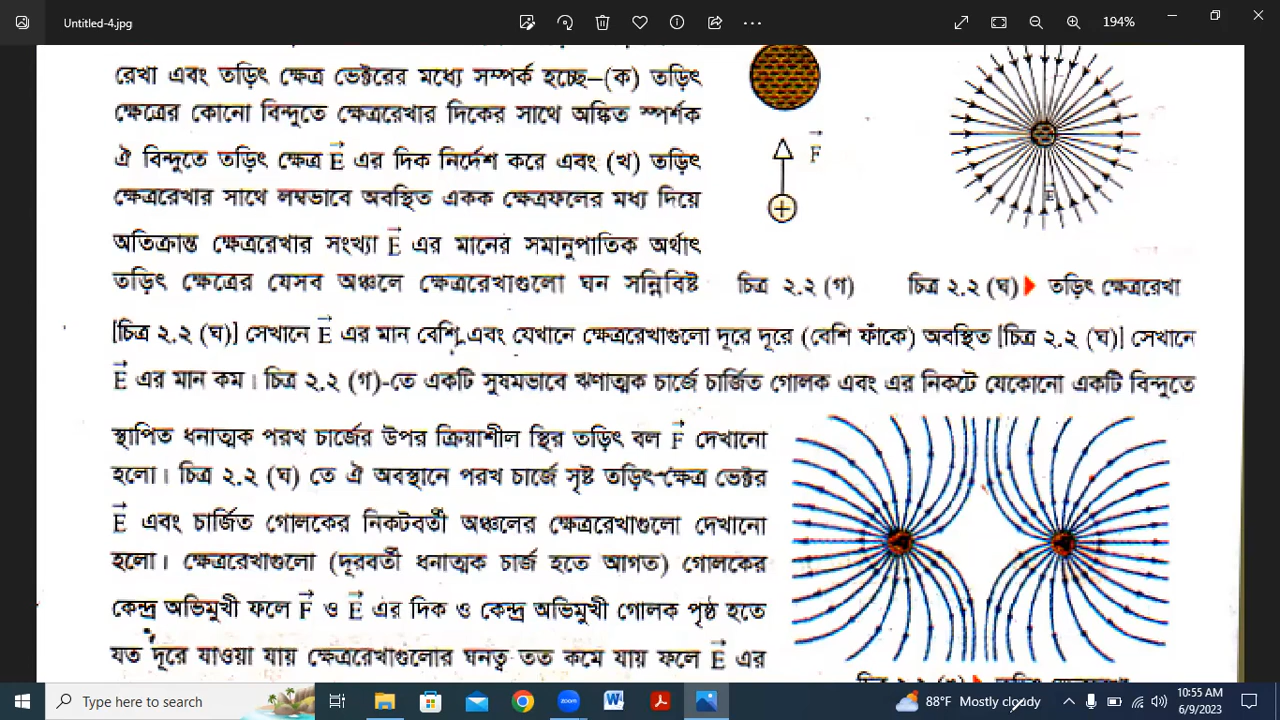 Untitled-4.jpg
194%
রেখা এবং তড়িৎ ক্ষেত্র ভেক্টরের মধ্যে সম্পর্ক হচ্ছে–(ক) তড়িৎ
ক্ষেত্রের কোনো বিন্দুতে ক্ষেত্ররেখার দিকের সাথে অঙ্কিত স্পর্শক
ঐ বিন্দুতে তড়িৎ ক্ষেত্র E⃗ এর দিক নির্দেশ করে এবং (খ) তড়িৎ
ক্ষেত্ররেখার সাথে লম্বভাবে অবস্থিত একক ক্ষেত্রফলের মধ্য দিয়ে
অতিক্রান্ত ক্ষেত্ররেখার সংখ্যা E⃗ এর মানের সমানুপাতিক অর্থাৎ
তড়িৎ ক্ষেত্রের যেসব অঞ্চলে ক্ষেত্ররেখাগুলো ঘন সন্নিবিষ্ট
F⃗
+
E
চিত্র ২.২ (গ)
চিত্র ২.২ (ঘ) তড়িৎ ক্ষেত্ররেখা
[চিত্র ২.২ (ঘ)] সেখানে E⃗ এর মান বেশি এবং যেখানে ক্ষেত্ররেখাগুলো দূরে দূরে (বেশি ফাঁকে) অবস্থিত [চিত্র ২.২ (ঘ)] সেখানে
E⃗ এর মান কম। চিত্র ২.২ (গ)-তে একটি সুষমভাবে ঋণাত্মক চার্জে চার্জিত গোলক এবং এর নিকটে যেকোনো একটি বিন্দুতে
স্থাপিত ধনাত্মক পরখ চার্জের উপর ক্রিয়াশীল স্থির তড়িৎ বল F⃗ দেখানো
হলো। চিত্র ২.২ (ঘ) তে ঐ অবস্থানে পরখ চার্জে সৃষ্ট তড়িৎ-ক্ষেত্র ভেক্টর
E⃗ এবং চার্জিত গোলকের নিকটবর্তী অঞ্চলের ক্ষেত্ররেখাগুলো দেখানো
হলো। ক্ষেত্ররেখাগুলো (দূরবর্তী ধনাত্মক চার্জ হতে আগত) গোলকের
কেন্দ্র অভিমুখী ফলে F⃗ ও E⃗ এর দিক ও কেন্দ্র অভিমুখী গোলক পৃষ্ঠ হতে
যত দূরে যাওয়া যায় ক্ষেত্ররেখাগুলোর ঘনত্ব তত কমে যায় ফলে E⃗ এর
Type here to search
zoom
88°F Mostly cloudy
10:55 AM
6/9/2023